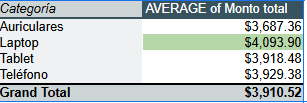 Categoría AVERAGE of Monto total
Auriculares $3,687.36
Laptop $4,093.90
Tablet $3,918.48
Teléfono $3,929.38
Grand Total $3,910.52